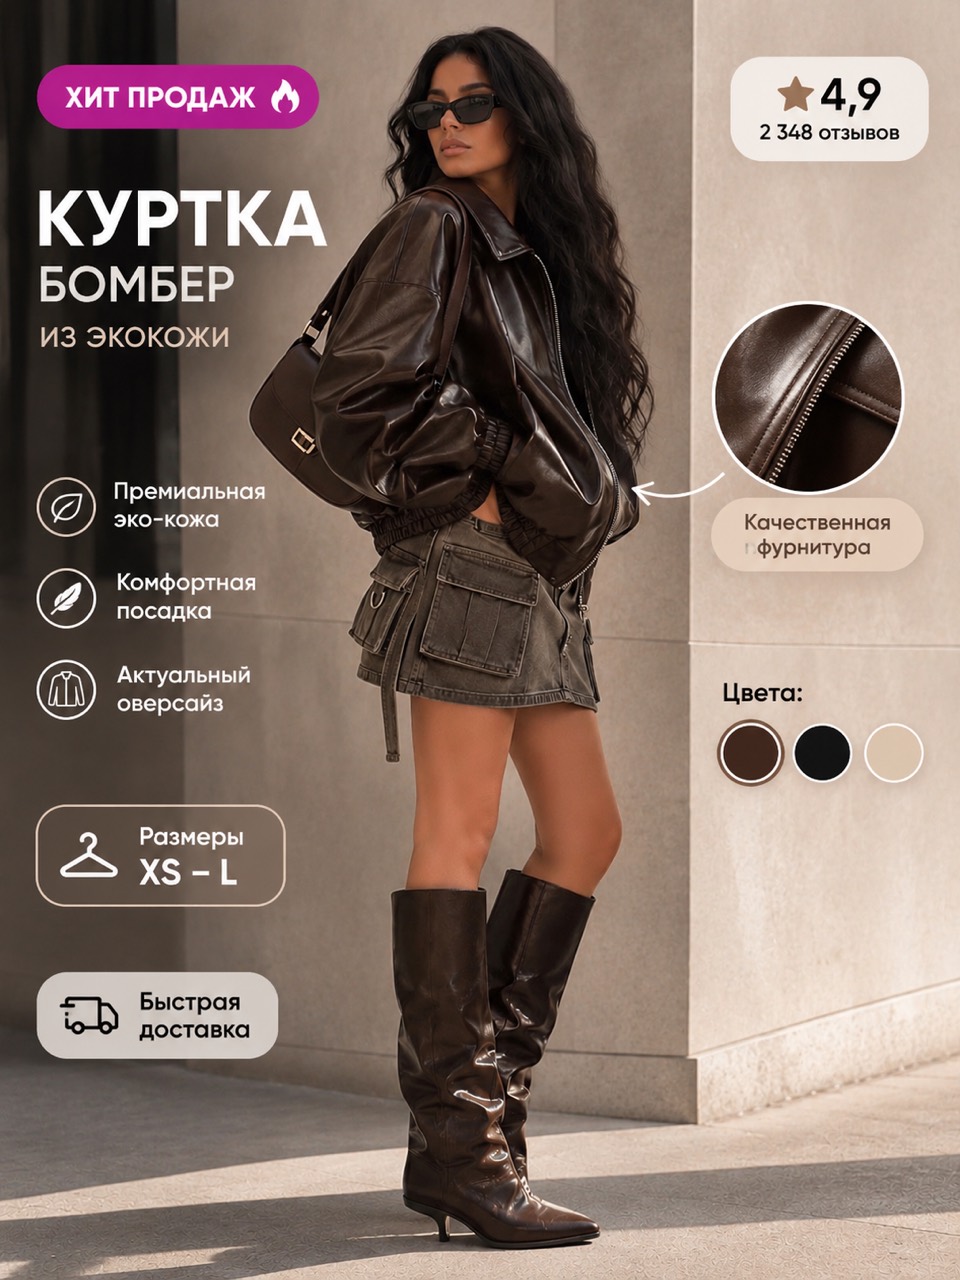 ХИТ ПРОДАЖ
4,9
2 348 отзывов
КУРТКА
БОМБЕР
ИЗ ЭКОКОЖИ
Премиальная
эко-кожа
Комфортная
посадка
Актуальный
оверсайз
Качественная
фурнитура
Цвета:
Размеры
XS – L
Быстрая
доставка